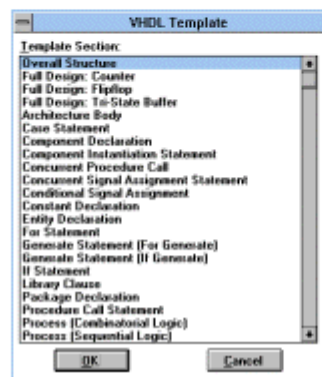 VHDL Template
Template Section:
Overall Structure
Full Design: Counter
Full Design: Flipflop
Full Design: Tri-State Buffer
Architecture Body
Case Statement
Component Declaration
Component Instantiation Statement
Concurrent Procedure Call
Concurrent Signal Assignment Statement
Conditional Signal Assignment
Constant Declaration
Entity Declaration
For Statement
Generate Statement (For Generate)
Generate Statement (If Generate)
If Statement
Library Clause
Package Declaration
Procedure Call Statement
Process (Combinatorial Logic)
Process (Sequential Logic)
OK Cancel